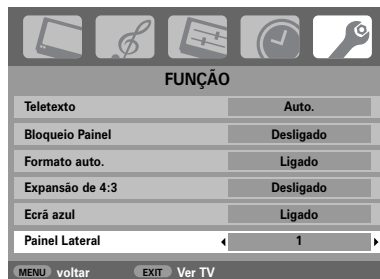 FUNÇÃO
Teletexto Auto.
Bloqueio Painel Desligado
Formato auto. Ligado
Expansão de 4:3 Desligado
Ecrã azul Ligado
Painel Lateral 1
MENU voltar EXIT Ver TV